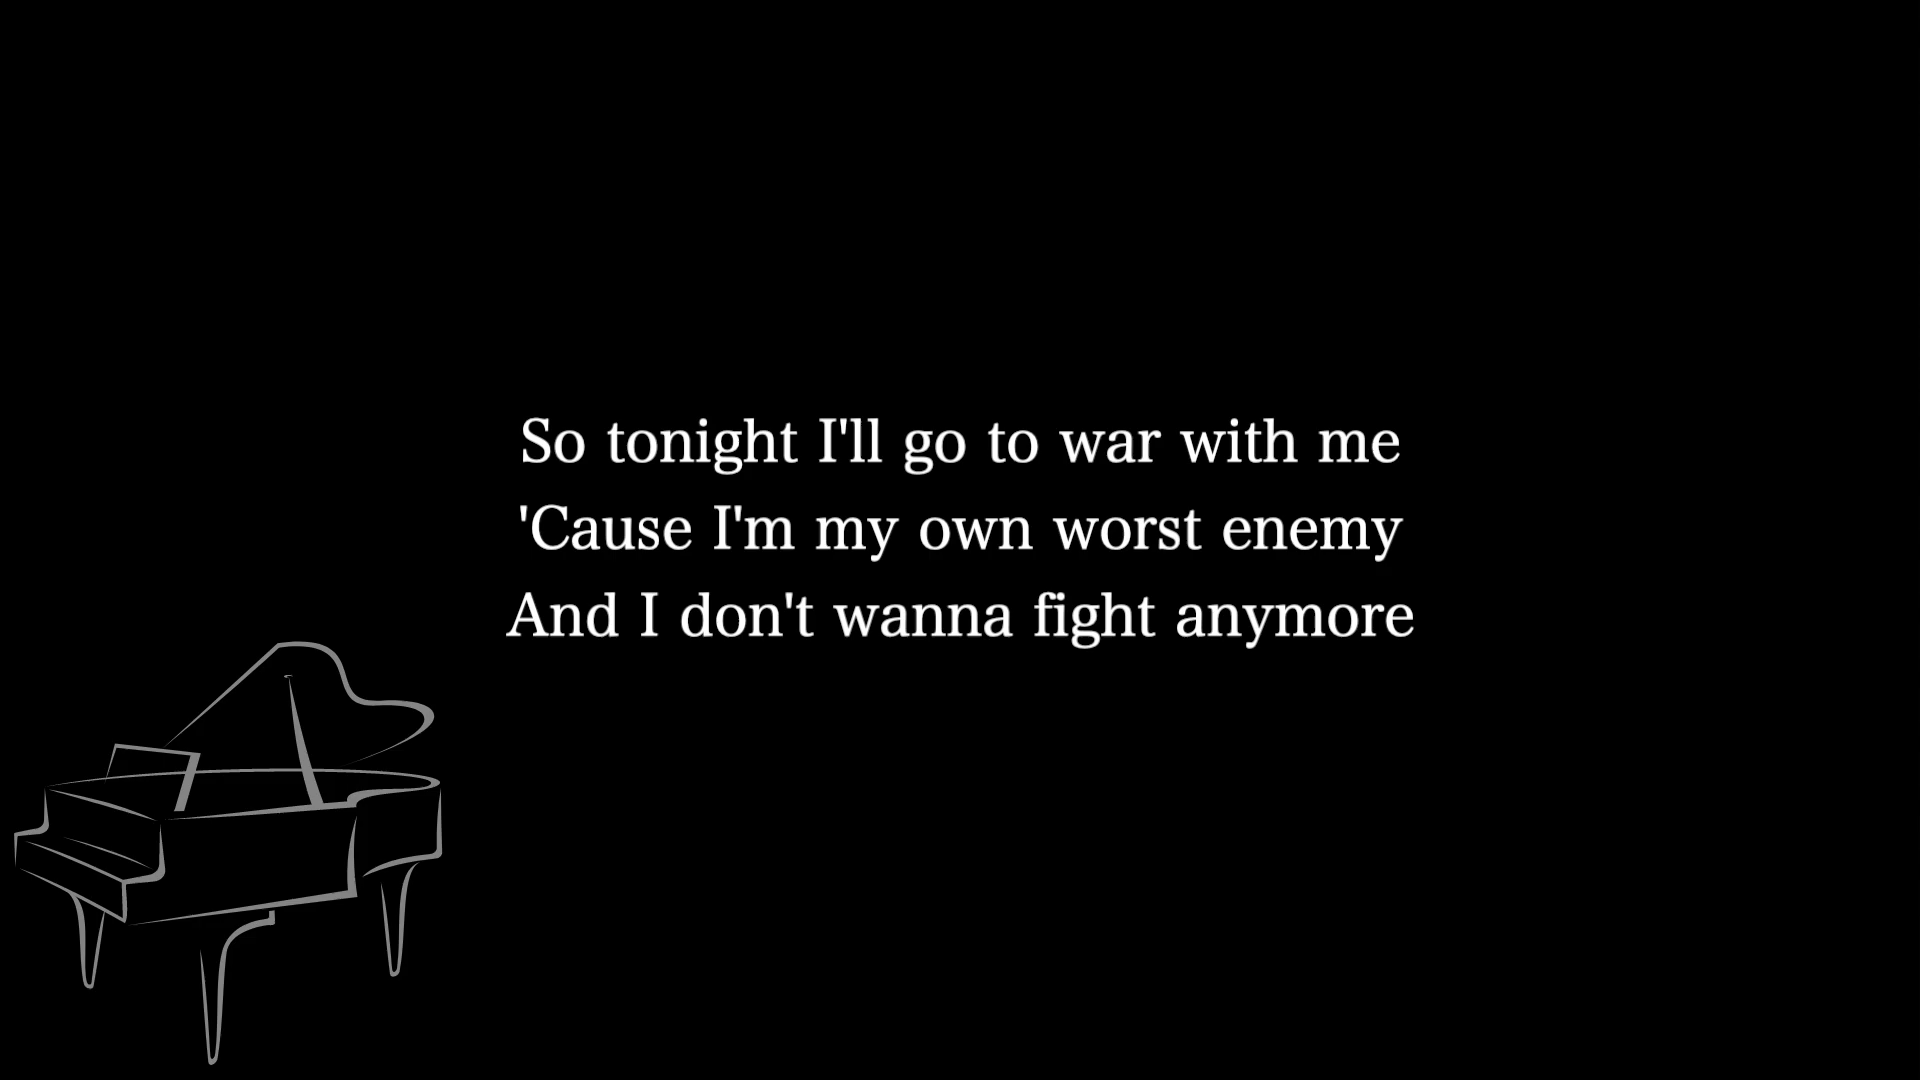 So tonight I'll go to war with me
'Cause I'm my own worst enemy
And I don't wanna fight anymore